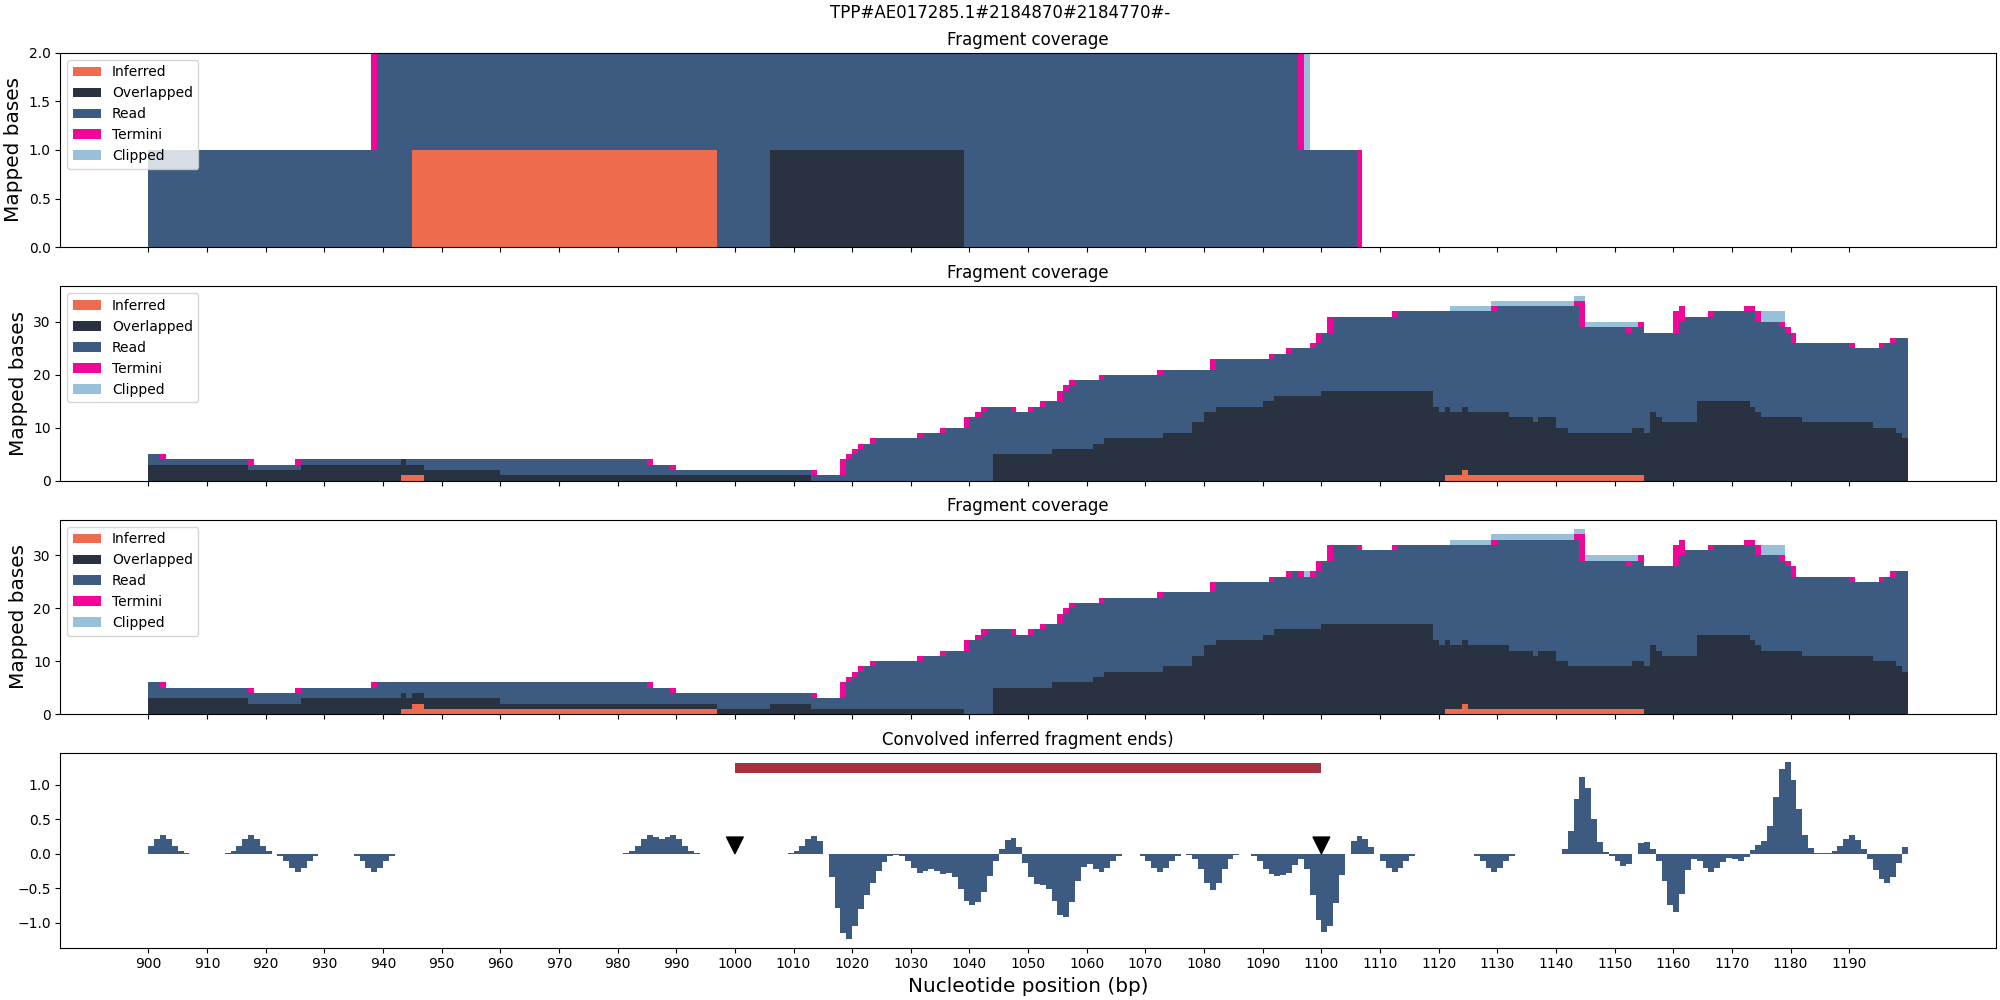 TPP#AE017285.1#2184870#2184770#-
Fragment coverage
Mapped bases
2.0
1.5
1.0
0.5
0.0
Inferred
Overlapped
Read
Termini
Clipped
Fragment coverage
Mapped bases
30
20
10
0
Inferred
Overlapped
Read
Termini
Clipped
Fragment coverage
Mapped bases
30
20
10
0
Inferred
Overlapped
Read
Termini
Clipped
Convolved inferred fragment ends)
1.0
0.5
0.0
−0.5
−1.0
900 910 920 930 940 950 960 970 980 990 1000 1010 1020 1030 1040 1050 1060 1070 1080 1090 1100 1110 1120 1130 1140 1150 1160 1170 1180 1190
Nucleotide position (bp)